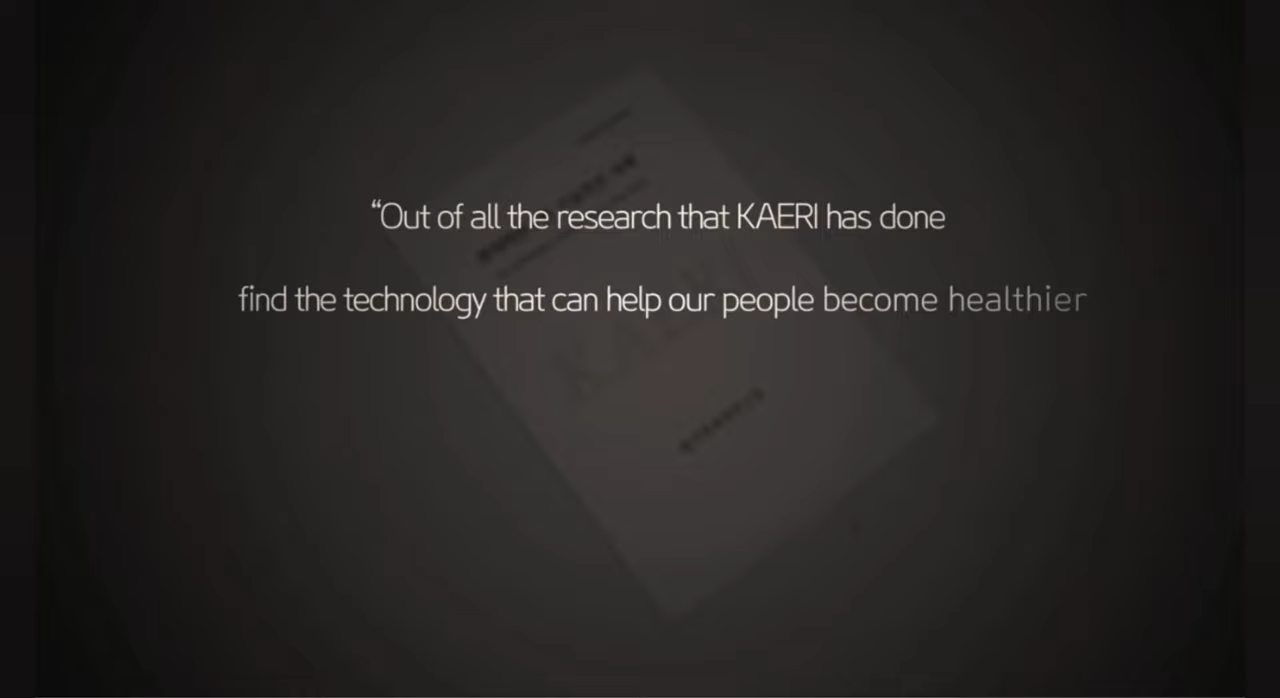 “Out of all the research that KAERI has done
find the technology that can help our people become healthier
KAERI